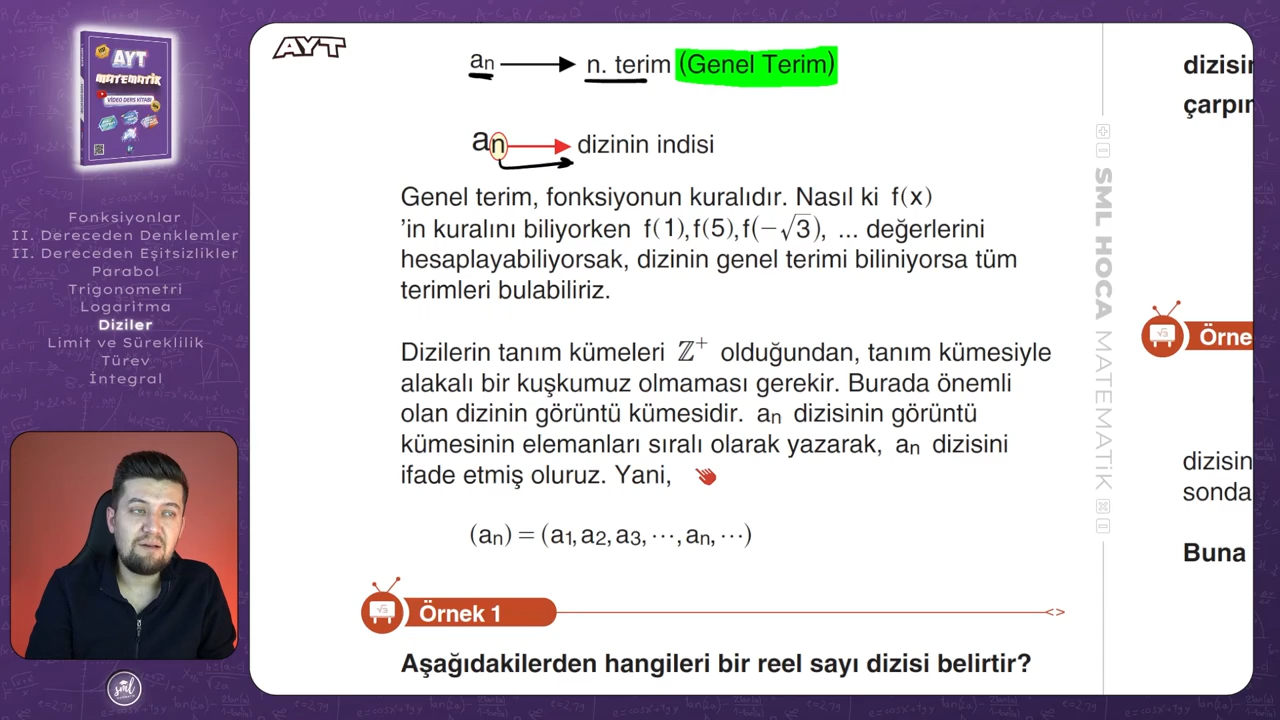 AYT
MATEMATİK
VİDEO DERS KİTABI
Fonksiyonlar
II. Dereceden Denklemler
II. Dereceden Eşitsizlikler
Parabol
Trigonometri
Logaritma
Diziler
Limit ve Süreklilik
Türev
İntegral
sml
AYT
aₙ → n. terim (Genel Terim)
aₙ → dizinin indisi
Genel terim, fonksiyonun kuralıdır. Nasıl ki f(x)
'in kuralını biliyorken f(1), f(5), f(−√3), ... değerlerini
hesaplayabiliyorsak, dizinin genel terimi biliniyorsa tüm
terimleri bulabiliriz.
Dizilerin tanım kümeleri ℤ⁺ olduğundan, tanım kümesiyle
alakalı bir kuşkumuz olmaması gerekir. Burada önemli
olan dizinin görüntü kümesidir. aₙ dizisinin görüntü
kümesinin elemanları sıralı olarak yazarak, aₙ dizisini
ifade etmiş oluruz. Yani,
(aₙ) = (a₁, a₂, a₃, ⋯, aₙ, ⋯)
√3 Örnek 1
Aşağıdakilerden hangileri bir reel sayı dizisi belirtir?
SML HOCA MATEMATİK
dizisin
çarpım
√3 Örne
dizisin
sonda
Buna